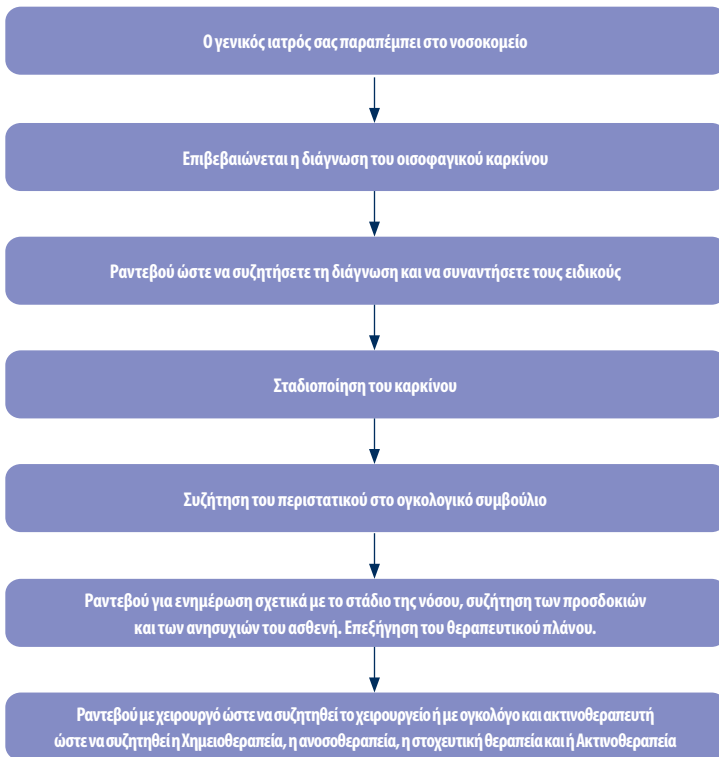 Ο γενικός ιατρός σας παραπέμπει στο νοσοκομείο
Επιβεβαιώνεται η διάγνωση του οισοφαγικού καρκίνου
Ραντεβού ώστε να συζητήσετε τη διάγνωση και να συναντήσετε τους ειδικούς
Σταδιοποίηση του καρκίνου
Συζήτηση του περιστατικού στο ογκολογικό συμβούλιο
Ραντεβού για ενημέρωση σχετικά με το στάδιο της νόσου, συζήτηση των προσδοκιών
και των ανησυχιών του ασθενή. Επεξήγηση του θεραπευτικού πλάνου.
Ραντεβού με χειρουργό ώστε να συζητηθεί το χειρουργείο ή με ογκολόγο και ακτινοθεραπευτή
ώστε να συζητηθεί η Χημειοθεραπεία, η ανοσοθεραπεία, η στοχευτική θεραπεία και ή Ακτινοθεραπεία